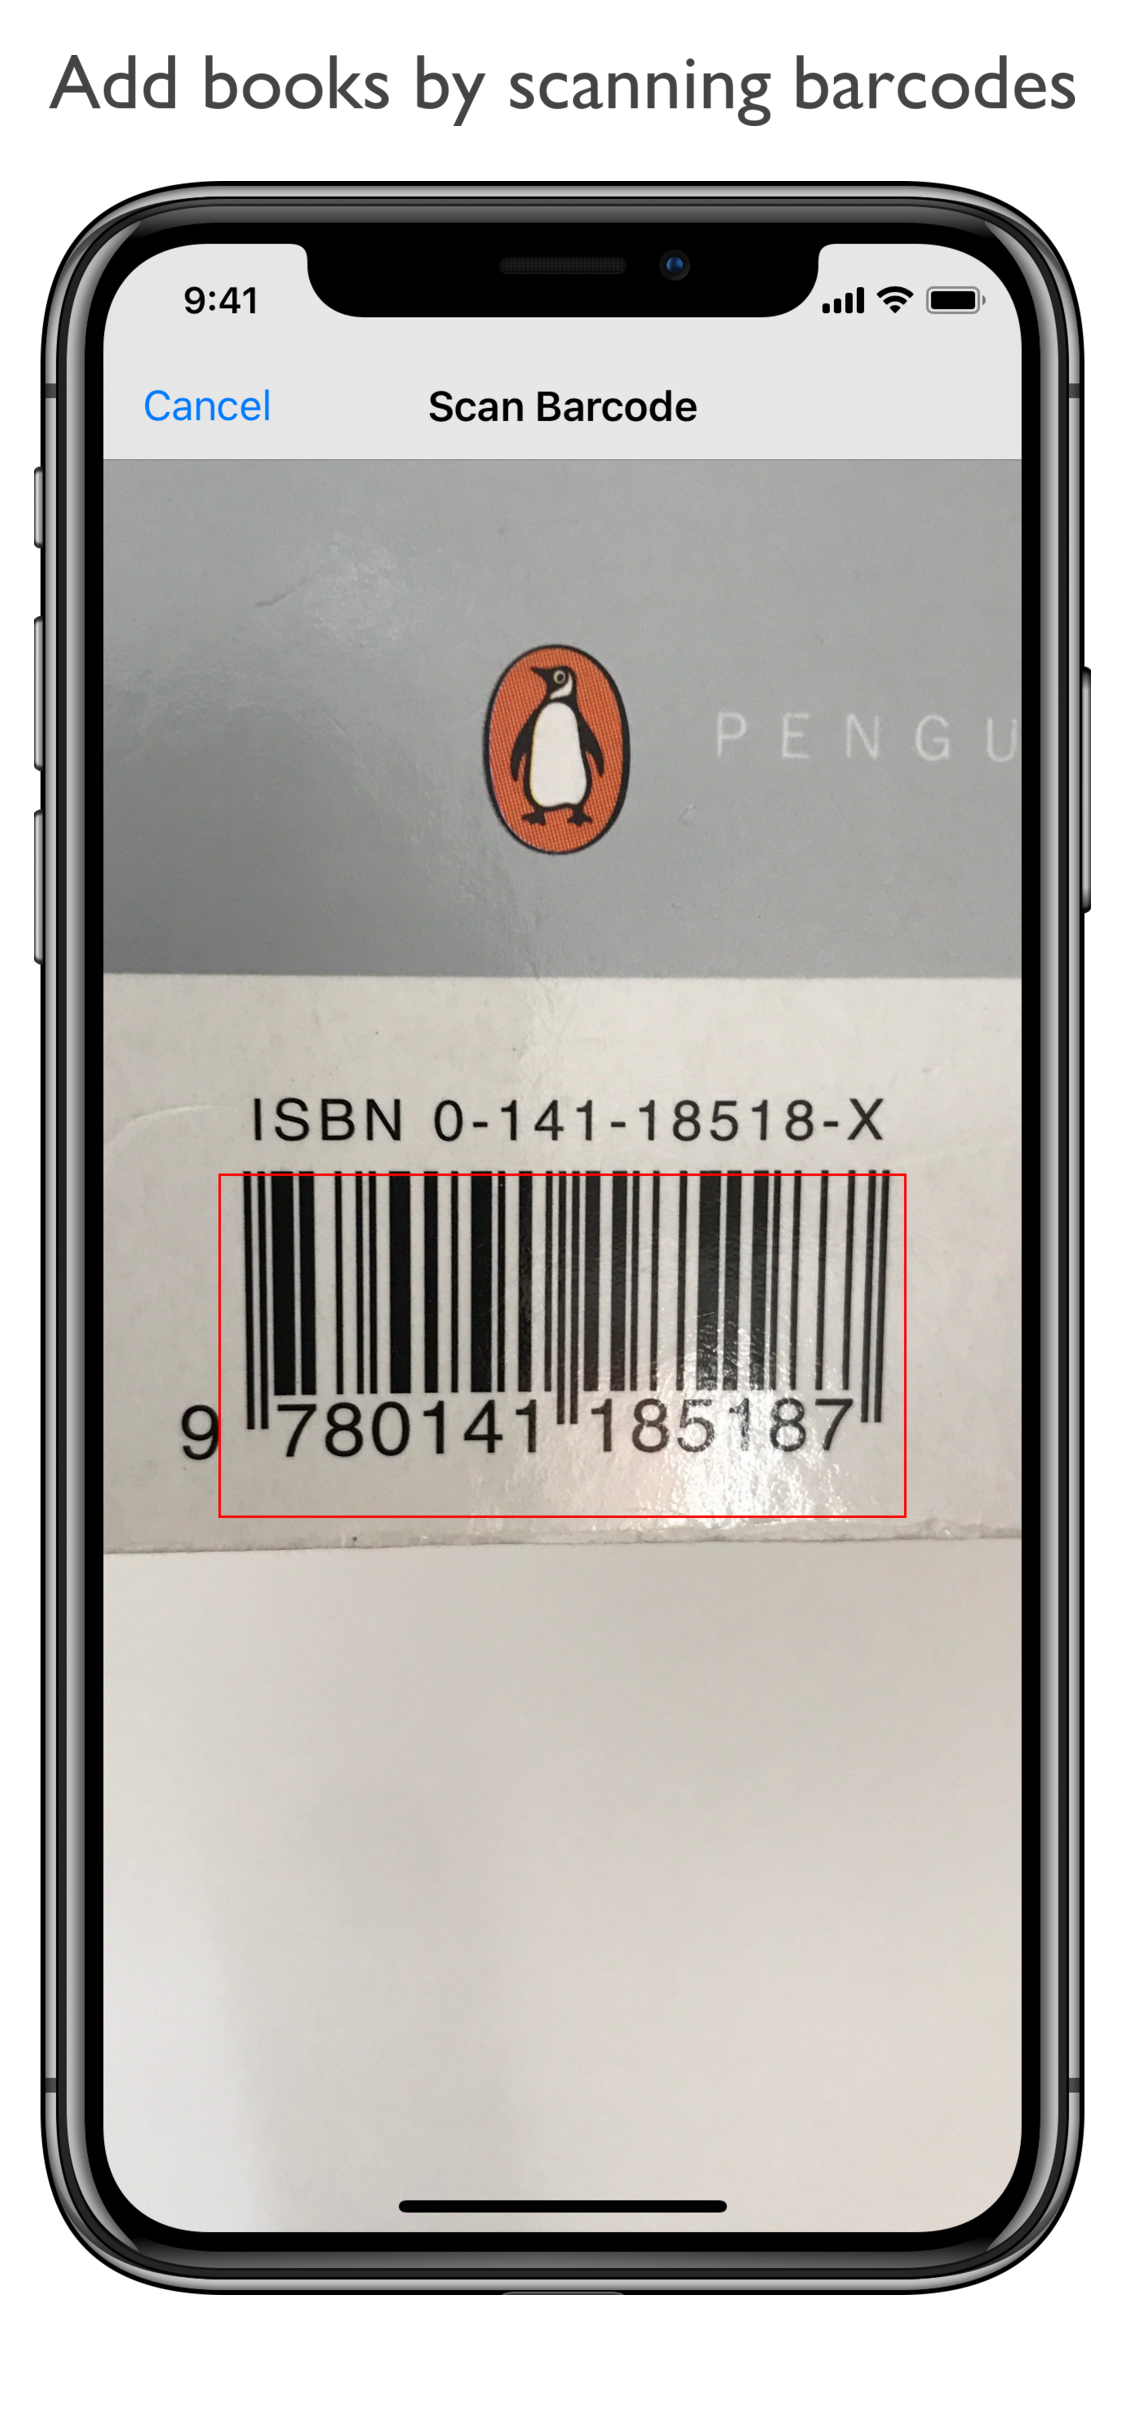 Add books by scanning barcodes
9:41
Cancel
Scan Barcode
PENGU
ISBN 0-141-18518-X
9 780141 185187